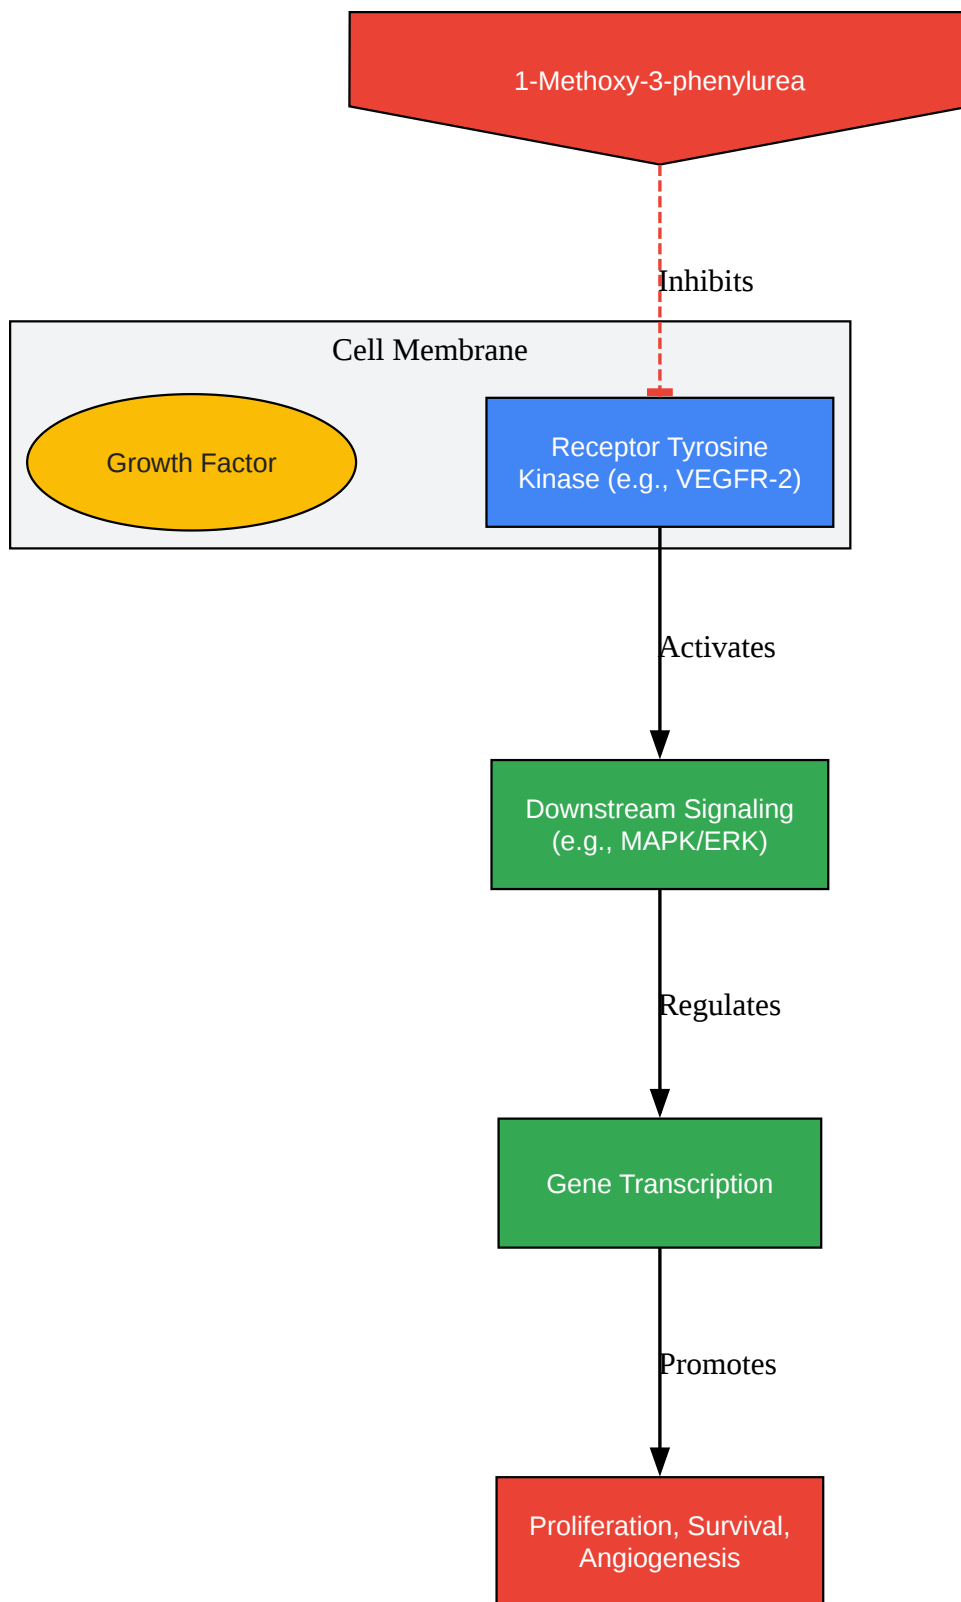 1-Methoxy-3-phenylurea
Inhibits
Cell Membrane
Growth Factor
Receptor Tyrosine
Kinase (e.g., VEGFR-2)
Activates
Downstream Signaling
(e.g., MAPK/ERK)
Regulates
Gene Transcription
Promotes
Proliferation, Survival,
Angiogenesis